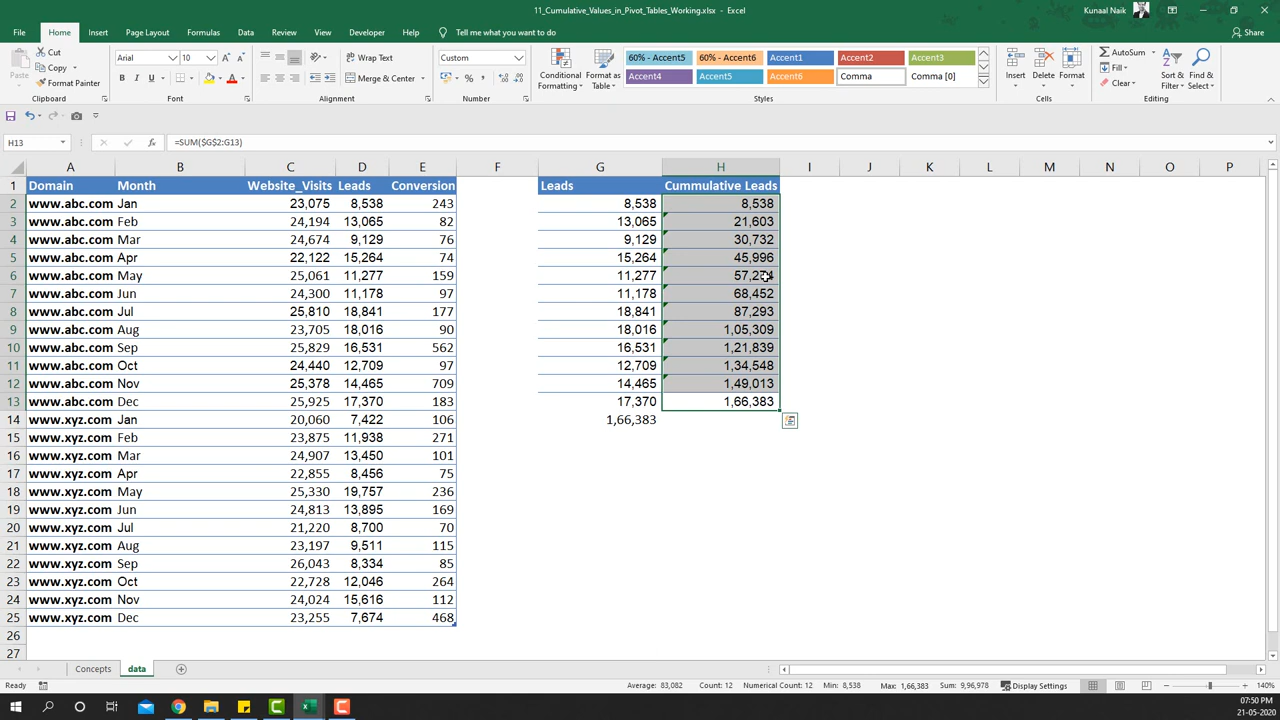 11_Cumulative_Values_in_Pivot_Tables_Working.xlsx - Excel
Kunaal Naik
File Home Insert Page Layout Formulas Data Review View Developer Help Tell me what you want to do Share
Paste Cut Copy Format Painter
Arial 10
B I U
Wrap Text
Merge & Center
Custom
Conditional Formatting Format as Table
60% - Accent5 60% - Accent6 Accent1 Accent2 Accent3
Accent4 Accent5 Accent6 Comma Comma [0]
Insert Delete Format
AutoSum Fill Clear
Sort & Filter Find & Select
Clipboard Font Alignment Number Styles Cells Editing
H13 fx =SUM($G$2:G13)
A B C D E F G H I J K L M N O P
1 Domain Month Website_Visits Leads Conversion Leads Cummulative Leads
2 www.abc.com Jan 23,075 8,538 243 8,538 8,538
3 www.abc.com Feb 24,194 13,065 82 13,065 21,603
4 www.abc.com Mar 24,674 9,129 76 9,129 30,732
5 www.abc.com Apr 22,122 15,264 74 15,264 45,996
6 www.abc.com May 25,061 11,277 159 11,277
7 www.abc.com Jun 24,300 11,178 97 11,178 68,452
8 www.abc.com Jul 25,810 18,841 177 18,841 87,293
9 www.abc.com Aug 23,705 18,016 90 18,016 1,05,309
10 www.abc.com Sep 25,829 16,531 562 16,531 1,21,839
11 www.abc.com Oct 24,440 12,709 97 12,709 1,34,548
12 www.abc.com Nov 25,378 14,465 709 14,465 1,49,013
13 www.abc.com Dec 25,925 17,370 183 17,370 1,66,383
14 www.xyz.com Jan 20,060 7,422 106 1,66,383
15 www.xyz.com Feb 23,875 11,938 271
16 www.xyz.com Mar 24,907 13,450 101
17 www.xyz.com Apr 22,855 8,456 75
18 www.xyz.com May 25,330 19,757 236
19 www.xyz.com Jun 24,813 13,895 169
20 www.xyz.com Jul 21,220 8,700 70
21 www.xyz.com Aug 23,197 9,511 115
22 www.xyz.com Sep 26,043 8,334 85
23 www.xyz.com Oct 22,728 12,046 264
24 www.xyz.com Nov 24,024 15,616 112
25 www.xyz.com Dec 23,255 7,674 468
26
27
Concepts data
Ready Average: 83,082 Count: 12 Numerical Count: 12 Min: 8,538 Max: 1,66,383 Sum: 9,96,978 Display Settings 140%
07:50 PM
21-05-2020